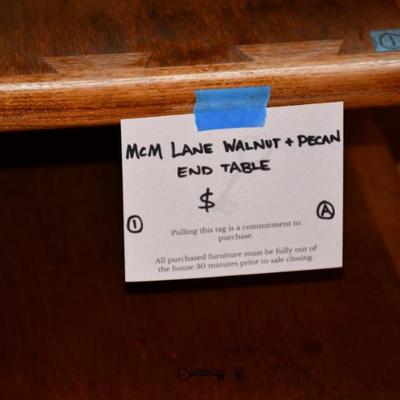 ①
McM LANE WALNUT + PECAN
END TABLE
$
① Ⓐ
Pulling this tag is a commitment to
purchase.
All purchased furniture must be fully out of
the house 30 minutes prior to sale closing.